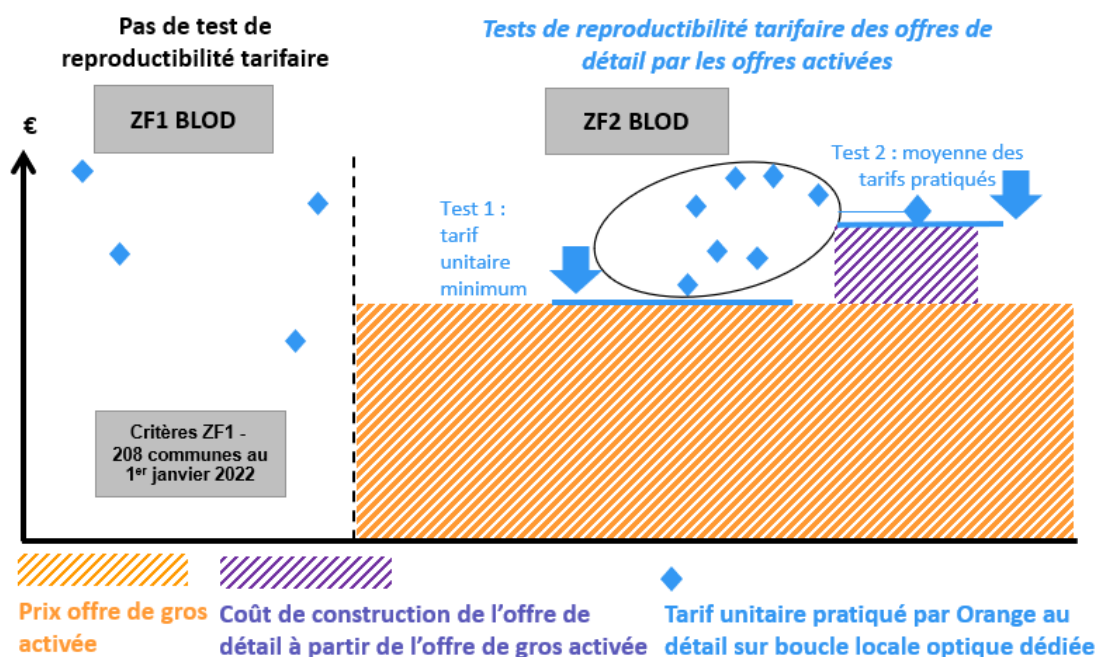 Pas de test de
reproductibilité tarifaire
Tests de reproductibilité tarifaire des offres de
détail par les offres activées
ZF1 BLOD
ZF2 BLOD
€
Test 1 :
tarif
unitaire
minimum
Test 2 : moyenne des
tarifs pratiqués
Critères ZF1 -
208 communes au
1er janvier 2022
Prix offre de gros
activée
Coût de construction de l'offre de
détail à partir de l'offre de gros activée
Tarif unitaire pratiqué par Orange au
détail sur boucle locale optique dédiée